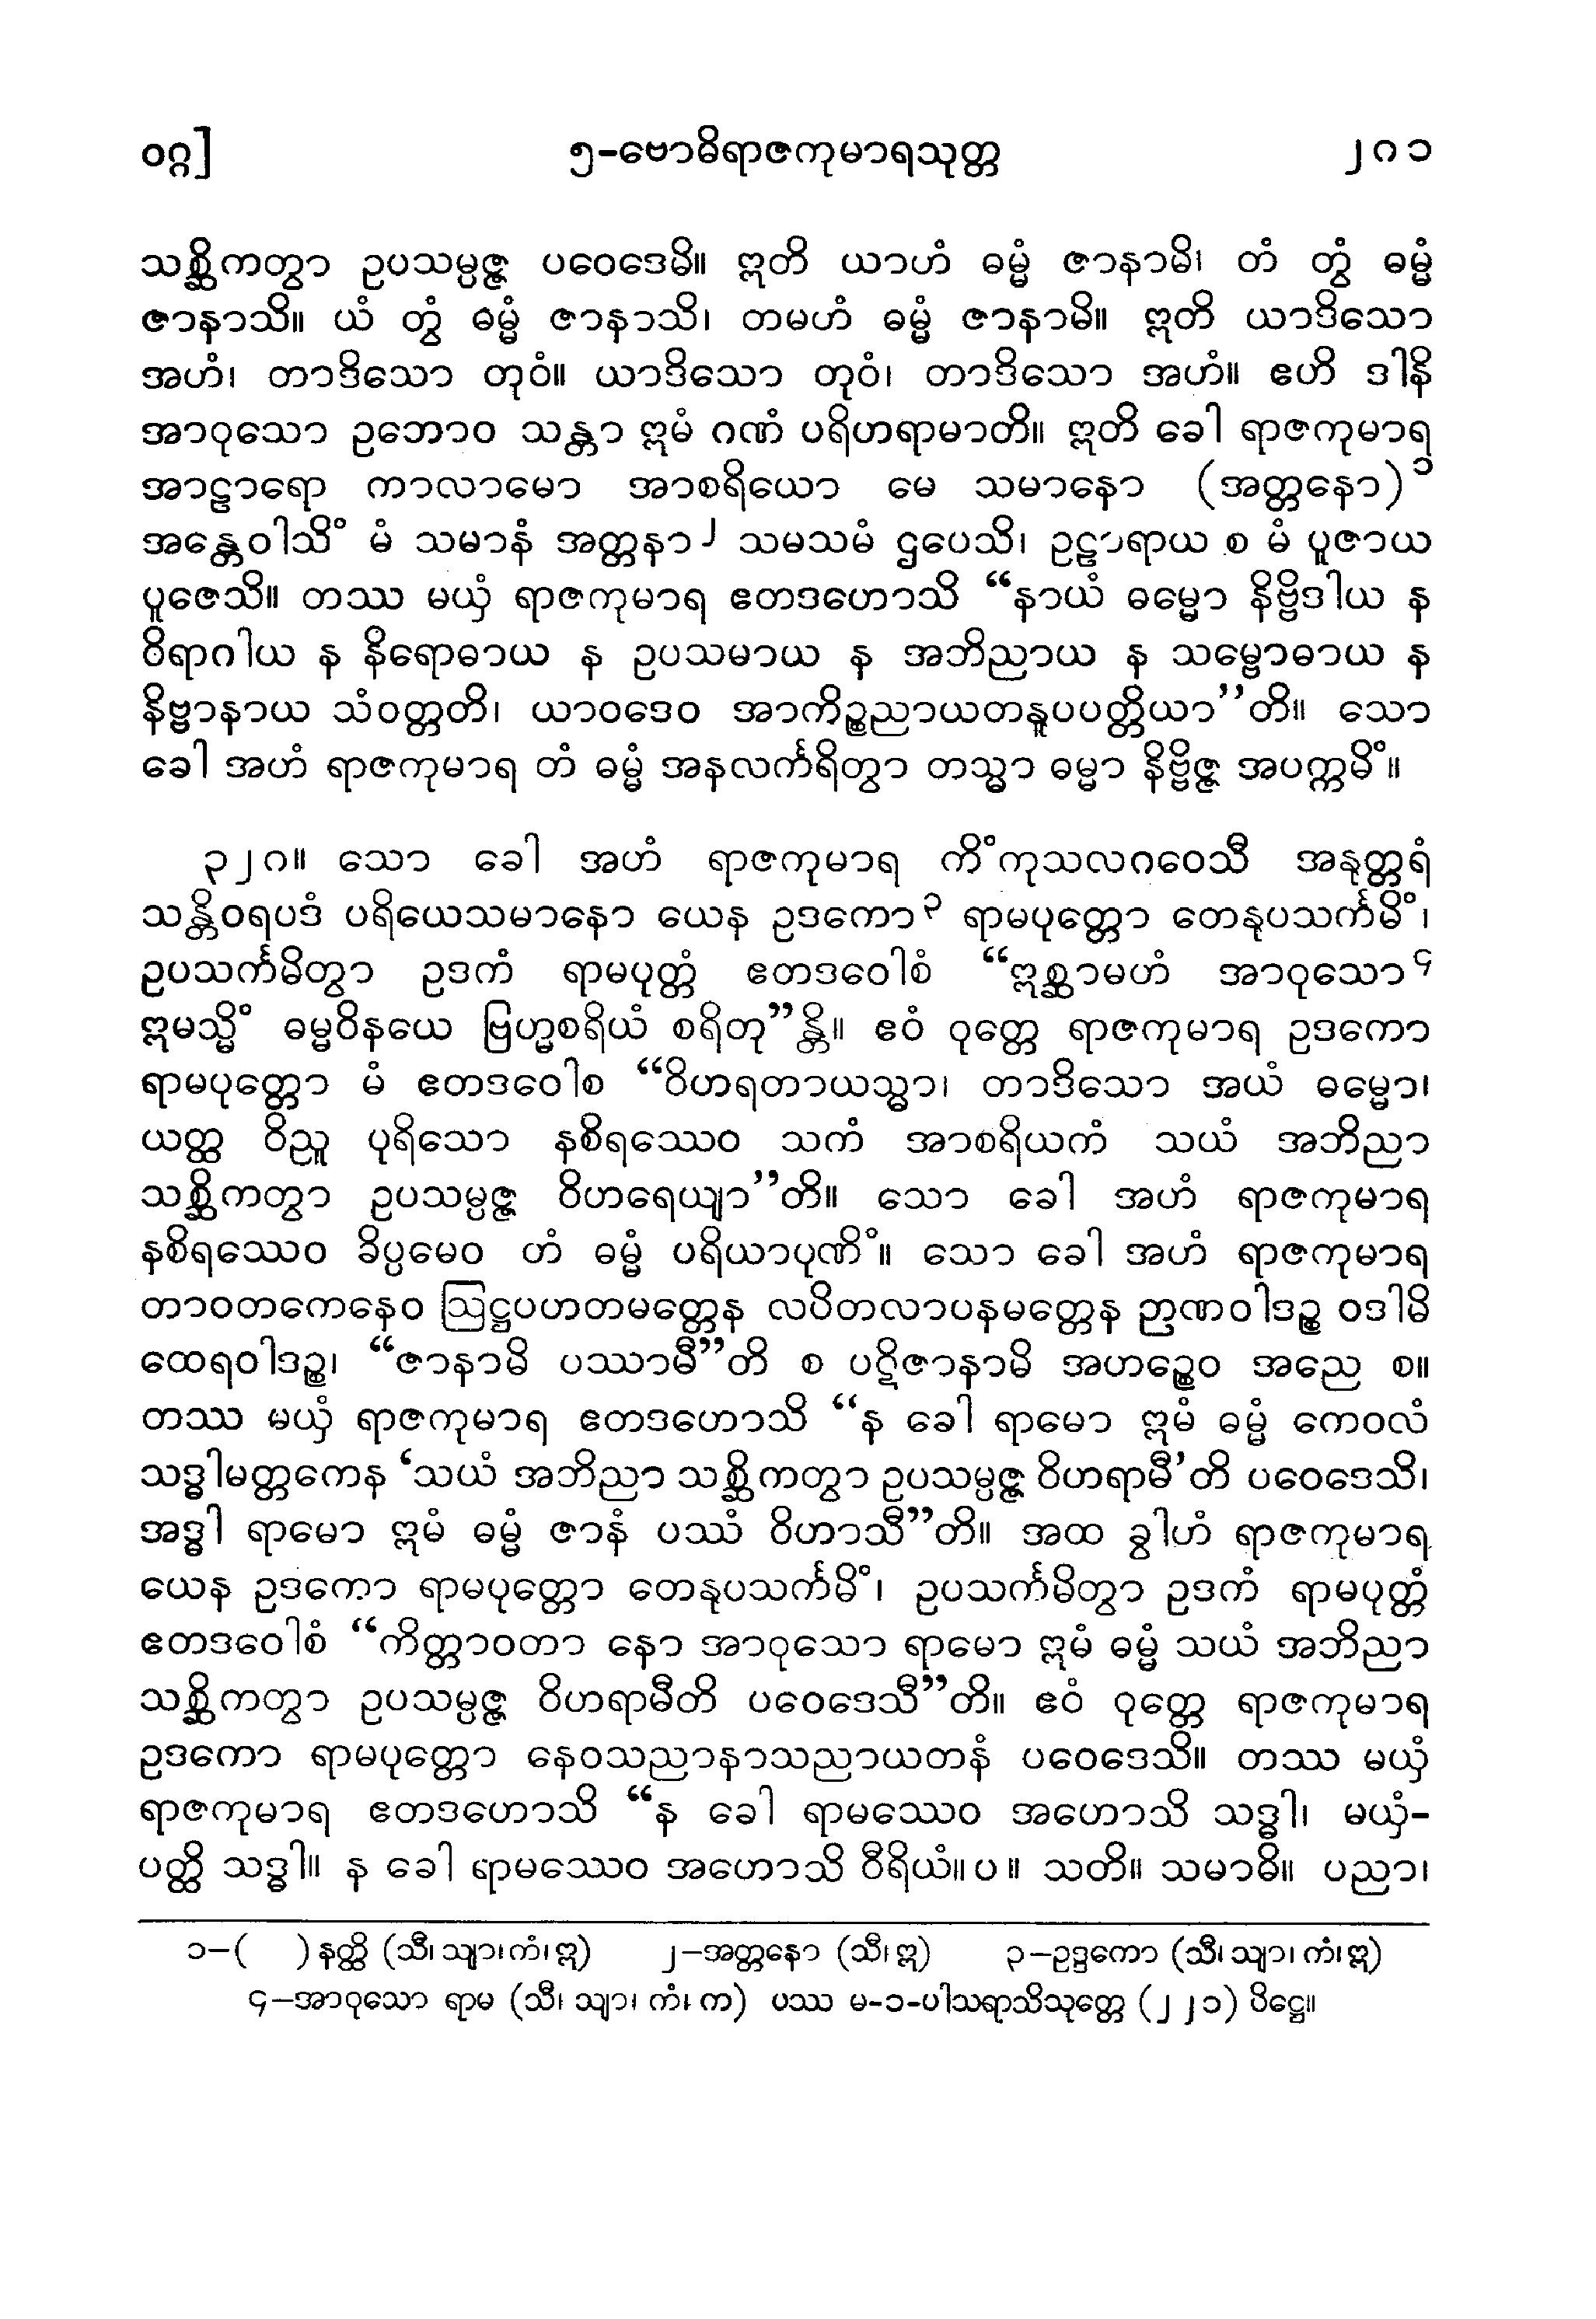 ဝဂ္ဂ]	၅-ဗောဓိရာဇကုမာရသုတ္တ	၂ဂ၁
သစ္ဆိကတွာ ဥပသမ္ပဇ္ဇ ပဝေဒေမိ။ ဣတိ ယာဟံ ဓမ္မံ ဇာနာမိ၊ တံ တွံ ဓမ္မံ
ဇာနာသိ။ ယံ တွံ ဓမ္မံ ဇာနာသိ၊ တမဟံ ဓမ္မံ ဇာနာမိ။ ဣတိ ယာဒိသော
အဟံ၊ တာဒိသော တုဝံ။ ယာဒိသော တုဝံ၊ တာဒိသော အဟံ။ ဧဟိ ဒါနိ
အာဝုသော ဥဘောဝ သန္တာ ဣမံ ဂဏံ ပရိဟရာမာတိ။ ဣတိ ခေါ ရာဇကုမာရ
အာဠာရော ကာလာမော အာစရိယော မေ သမာနော (အတ္တနော)၁
အန္တေဝါသိံ မံ သမာနံ အတ္တနာ၂ သမသမံ ဌပေသိ၊ ဥဠာရာယ စ မံ ပူဇာယ
ပူဇေသိ။ တဿ မယှံ ရာဇကုမာရ ဧတဒဟောသိ “နာယံ ဓမ္မော နိဗ္ဗိဒါယ န
ဝိရာဂါယ န နိရောဓာယ န ဥပသမာယ န အဘိညာယ န သမ္ဗောဓာယ န
နိဗ္ဗာနာယ သံဝတ္တတိ၊ ယာဝဒေဝ အာကိဉ္စညာယတနူပပတ္တိယာ”တိ။ သော
ခေါ အဟံ ရာဇကုမာရ တံ ဓမ္မံ အနလင်္ကရိတွာ တသ္မာ ဓမ္မာ နိဗ္ဗိဇ္ဇ အပက္ကမိံ။
၃၂ဂ။ သော ခေါ အဟံ ရာဇကုမာရ ကိံကုသလဂဝေသီ အနုတ္တရံ
သန္တိဝရပဒံ ပရိယေသမာနော ယေန ဥဒကော၃ ရာမပုတ္တော တေနုပသင်္ကမိံ၊
ဥပသင်္ကမိတွာ ဥဒကံ ရာမပုတ္တံ ဧတဒဝေါစံ “ဣစ္ဆာမဟံ အာဝုသော၄
ဣမသ္မိံ ဓမ္မဝိနယေ ဗြဟ္မစရိယံ စရိတု”န္တိ။ ဧဝံ ဝုတ္တေ ရာဇကုမာရ ဥဒကော
ရာမပုတ္တော မံ ဧတဒဝေါစ “ဝိဟရတာယသ္မာ၊ တာဒိသော အယံ ဓမ္မော၊
ယတ္ထ ဝိညူ ပုရိသော နစိရဿေဝ သကံ အာစရိယကံ သယံ အဘိညာ
သစ္ဆိကတွာ ဥပသမ္ပဇ္ဇ ဝိဟရေယျာ”တိ။ သော ခေါ အဟံ ရာဇကုမာရ
နစိရဿေဝ ခိပ္ပမေဝ တံ ဓမ္မံ ပရိယာပုဏိံ။ သော ခေါ အဟံ ရာဇကုမာရ
တာဝတကေနေဝ ဩဋ္ဌပဟတမတ္တေန လပိတလာပနမတ္တေန ဉာဏဝါဒဉ္စ ဝဒါမိ
ထေရဝါဒဉ္စ၊ “ဇာနာမိ ပဿာမီ”တိ စ ပဋိဇာနာမိ အဟဉ္စေဝ အညေ စ။
တဿ မယှံ ရာဇကုမာရ ဧတဒဟောသိ “န ခေါ ရာမော ဣမံ ဓမ္မံ ကေဝလံ
သဒ္ဓါမတ္တကေန ‘သယံ အဘိညာ သစ္ဆိကတွာ ဥပသမ္ပဇ္ဇ ဝိဟရာမီ’တိ ပဝေဒေသိ၊
အဒ္ဓါ ရာမော ဣမံ ဓမ္မံ ဇာနံ ပဿံ ဝိဟာသီ”တိ။ အထ ခွါဟံ ရာဇကုမာရ
ယေန ဥဒကော ရာမပုတ္တော တေနုပသင်္ကမိံ၊ ဥပသင်္ကမိတွာ ဥဒကံ ရာမပုတ္တံ
ဧတဒဝေါစံ “ကိတ္တာဝတာ နော အာဝုသော ရာမော ဣမံ ဓမ္မံ သယံ အဘိညာ
သစ္ဆိကတွာ ဥပသမ္ပဇ္ဇ ဝိဟရာမီတိ ပဝေဒေသီ”တိ။ ဧဝံ ဝုတ္တေ ရာဇကုမာရ
ဥဒကော ရာမပုတ္တော နေဝသညာနာသညာယတနံ ပဝေဒေသိ။ တဿ မယှံ
ရာဇကုမာရ ဧတဒဟောသိ “န ခေါ ရာမဿေဝ အဟောသိ သဒ္ဓါ၊ မယှံ-
ပတ္ထိ သဒ္ဓါ။ န ခေါ ရာမဿေဝ အဟောသိ ဝီရိယံ။ ပ ။ သတိ။ သမာဓိ။ ပညာ၊
၁-( ) နတ္ထိ (သီ၊ သျာ၊ ကံ၊ ဣ)	၂-အတ္တနော (သီ၊ ဣ)	၃-ဥဒ္ဒကော (သီ၊ သျာ၊ ကံ၊ ဣ)
၄-အာဝုသော ရာမ (သီ၊ သျာ၊ ကံ၊ က) ပဿ မ-၁-ပါသရာသိသုတ္တေ (၂၂၁) ပိဋ္ဌေ။